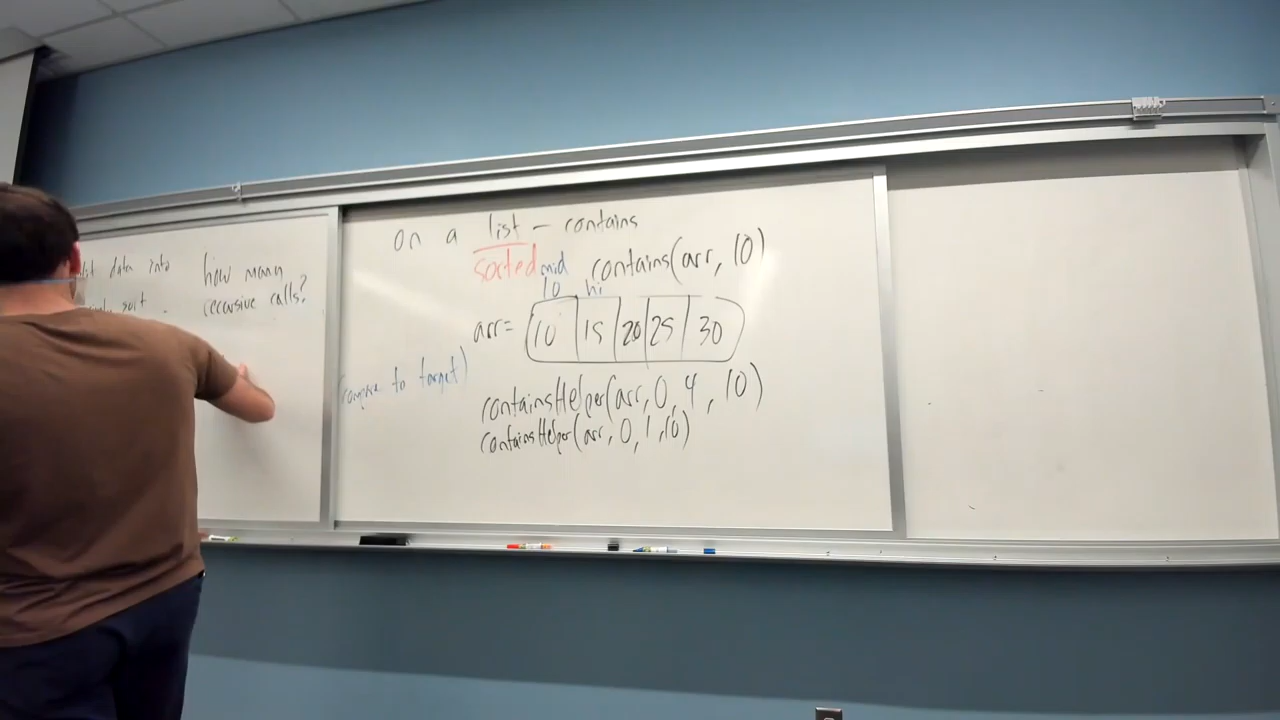 data into
sort
how many
recursive calls?
On a list - contains
sorted
mid
10
hi
contains(arr, 10)
arr= 10 15 20 25 30
(compare to target)
containsHelper(arr, 0, 4, 10)
containsHelper(arr, 0, 1, 10)